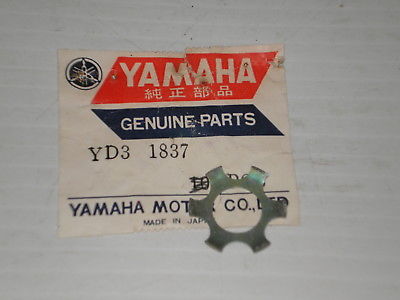 YAMAHA
純正部品
GENUINE PARTS
YD3 1837
YAMAHA MOTOR CO., LTD
MADE IN JAPAN